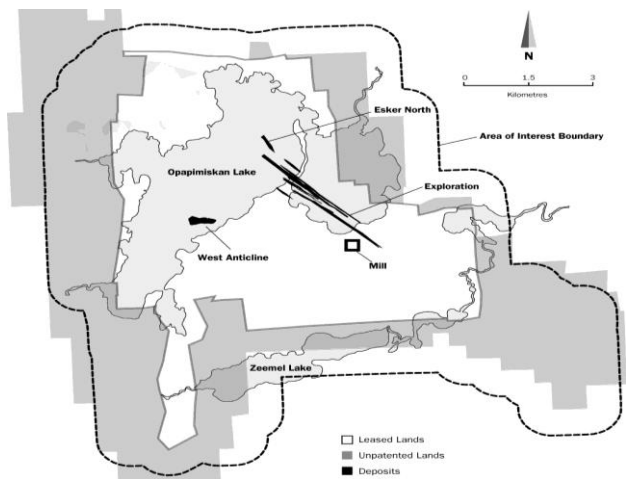 N
0 1.5 3
Kilometres
Esker North
Area of Interest Boundary
Opapimiskan Lake
Exploration
West Anticline
Mill
Zeemel Lake
Leased Lands
Unpatented Lands
Deposits